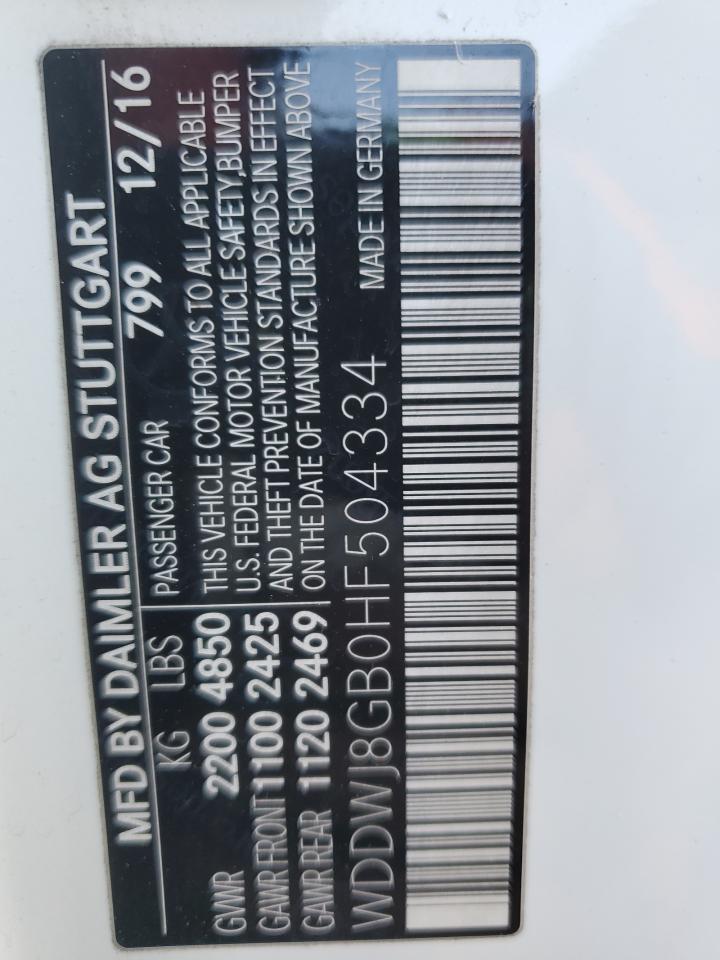 MFD BY DAIMLER AG STUTTGART
KG LBS PASSENGER CAR 799 12/16
GVWR 2200 4850 THIS VEHICLE CONFORMS TO ALL APPLICABLE
U.S. FEDERAL MOTOR VEHICLE SAFETY,BUMPER
GAWR FRONT 1100 2425 AND THEFT PREVENTION STANDARDS IN EFFECT
GAWR REAR 1120 2469 ON THE DATE OF MANUFACTURE SHOWN ABOVE
WDDWJ8GB0HF504334 MADE IN GERMANY